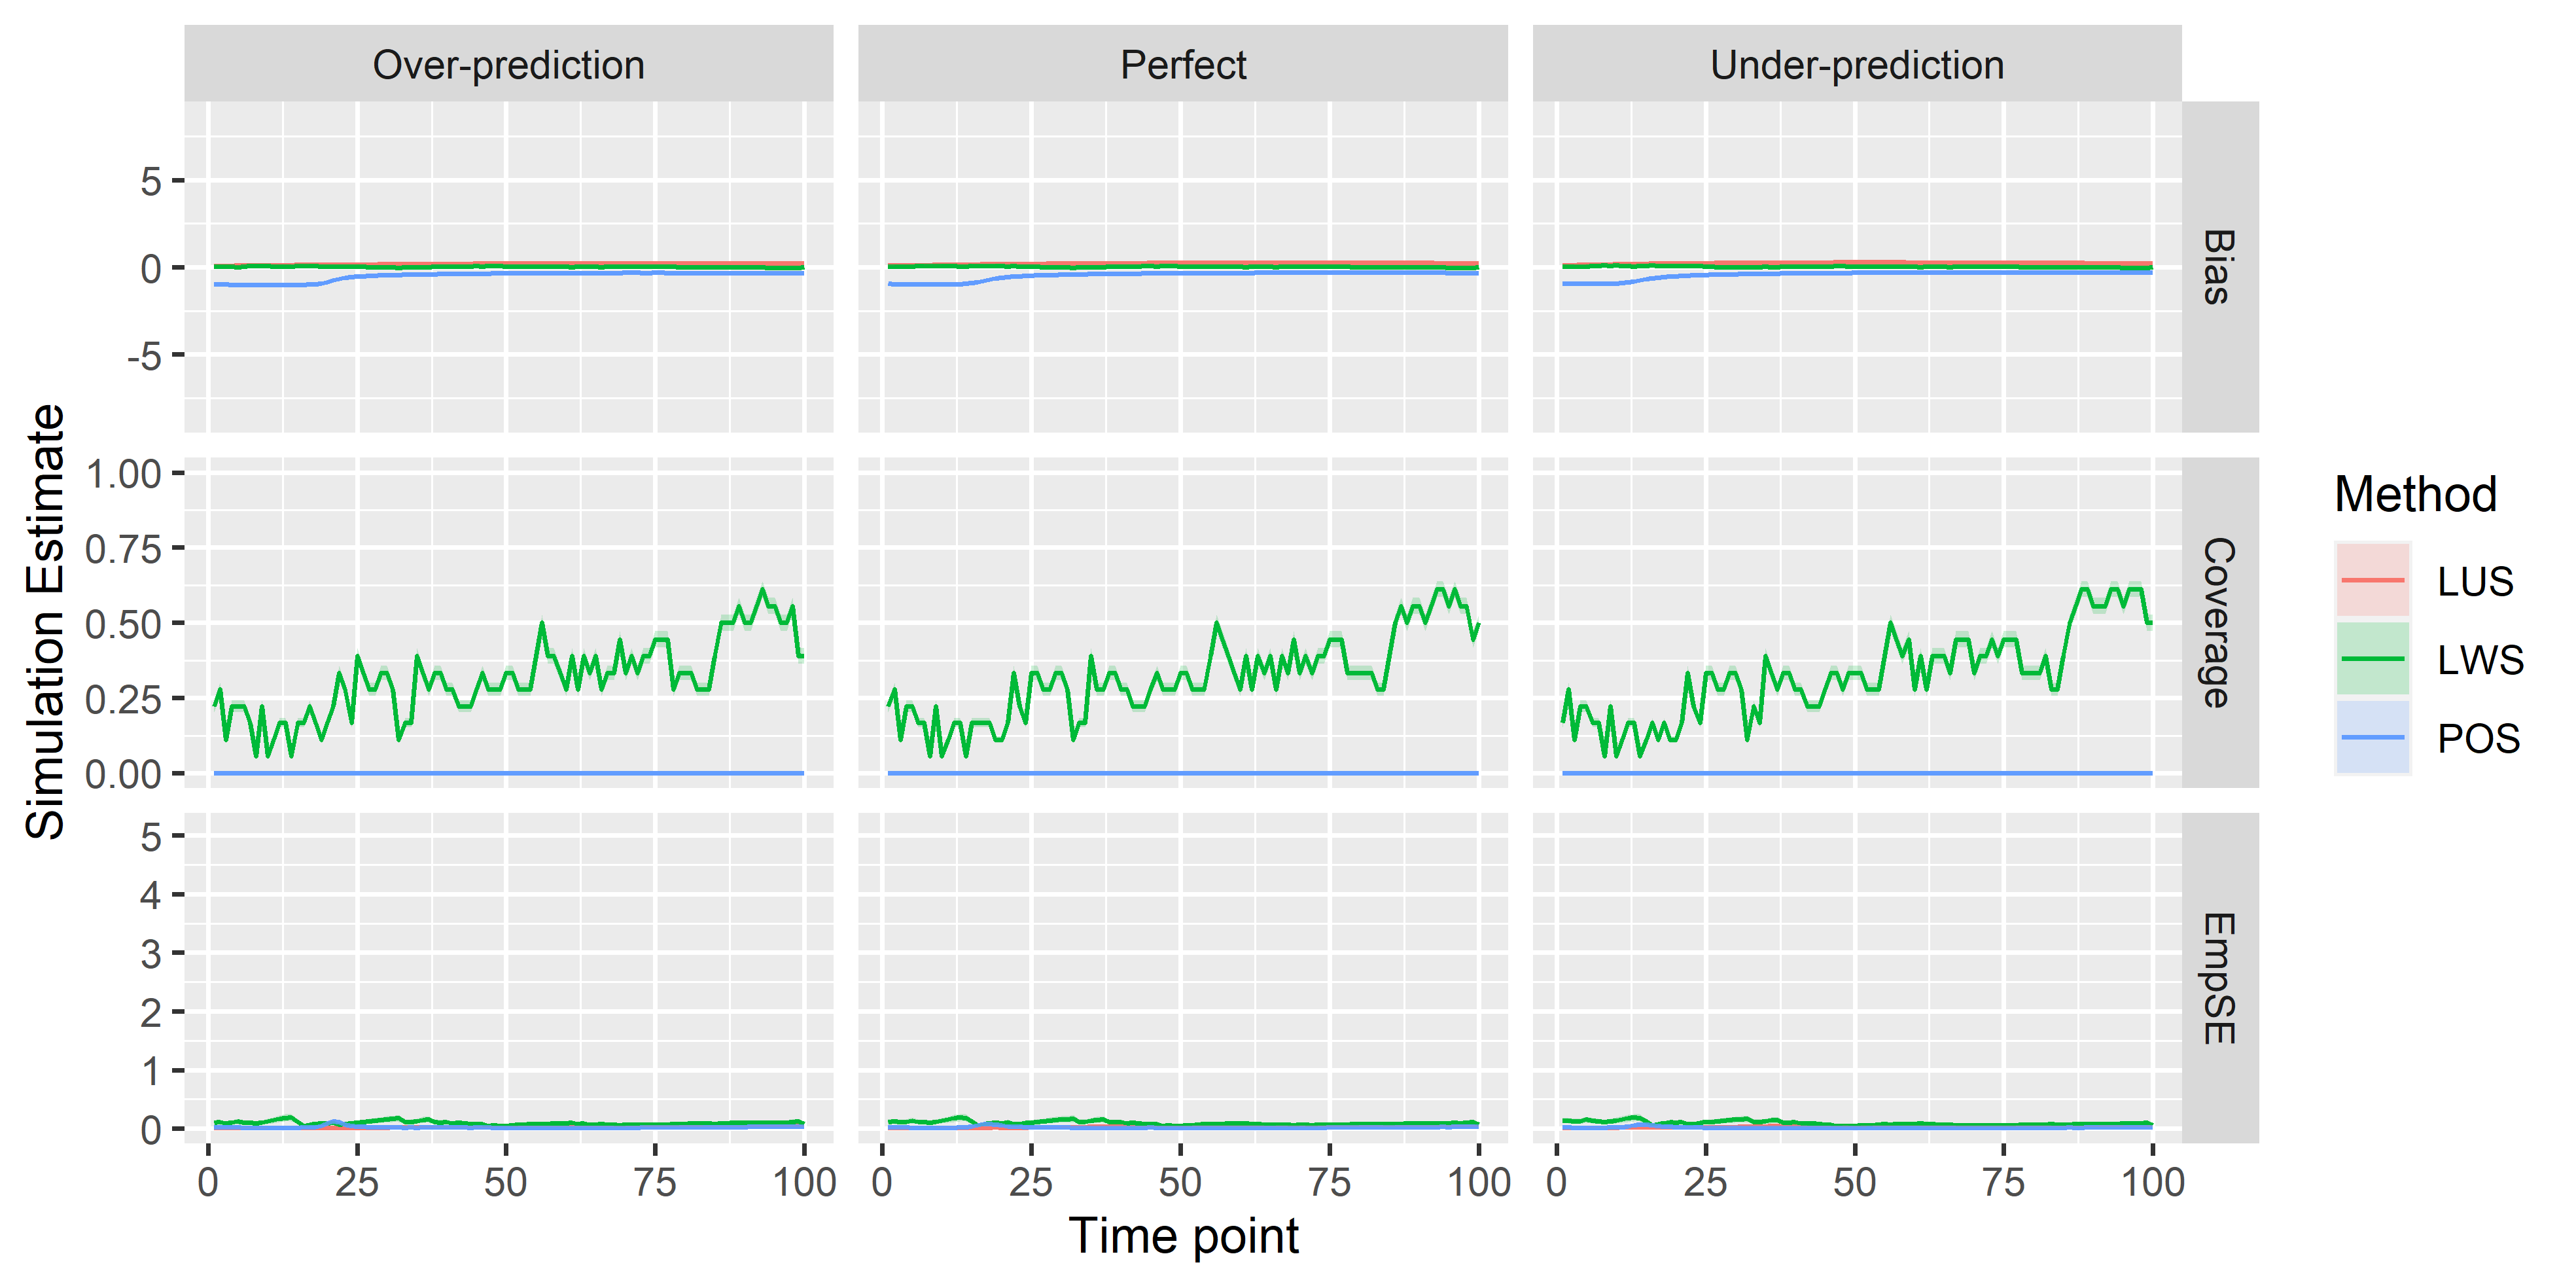 Over-prediction
Perfect
Under-prediction
5
0
-5
Bias
1.00
0.75
0.50
0.25
0.00
Coverage
5
4
3
2
1
0
EmpSE
0 25 50 75 100
0 25 50 75 100
0 25 50 75 100
Time point
Simulation Estimate
Method
LUS
LWS
POS